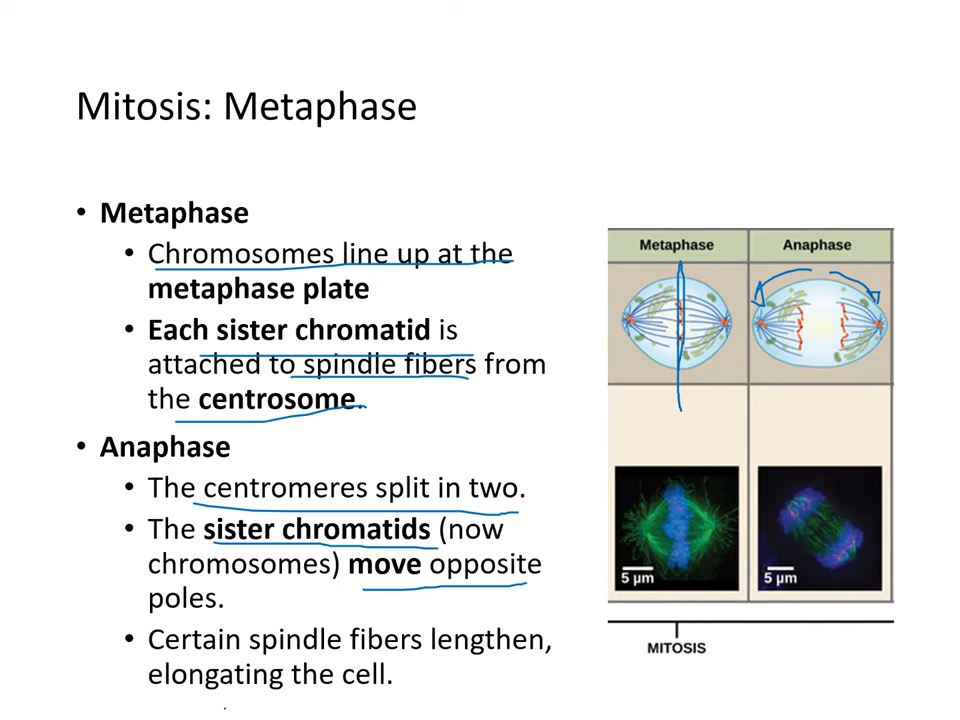 Mitosis: Metaphase
• Metaphase
• Chromosomes line up at the
metaphase plate
• Each sister chromatid is
attached to spindle fibers from
the centrosome.
• Anaphase
• The centromeres split in two.
• The sister chromatids (now
chromosomes) move opposite
poles.
• Certain spindle fibers lengthen,
elongating the cell.
Metaphase
Anaphase
5 µm
5 µm
MITOSIS